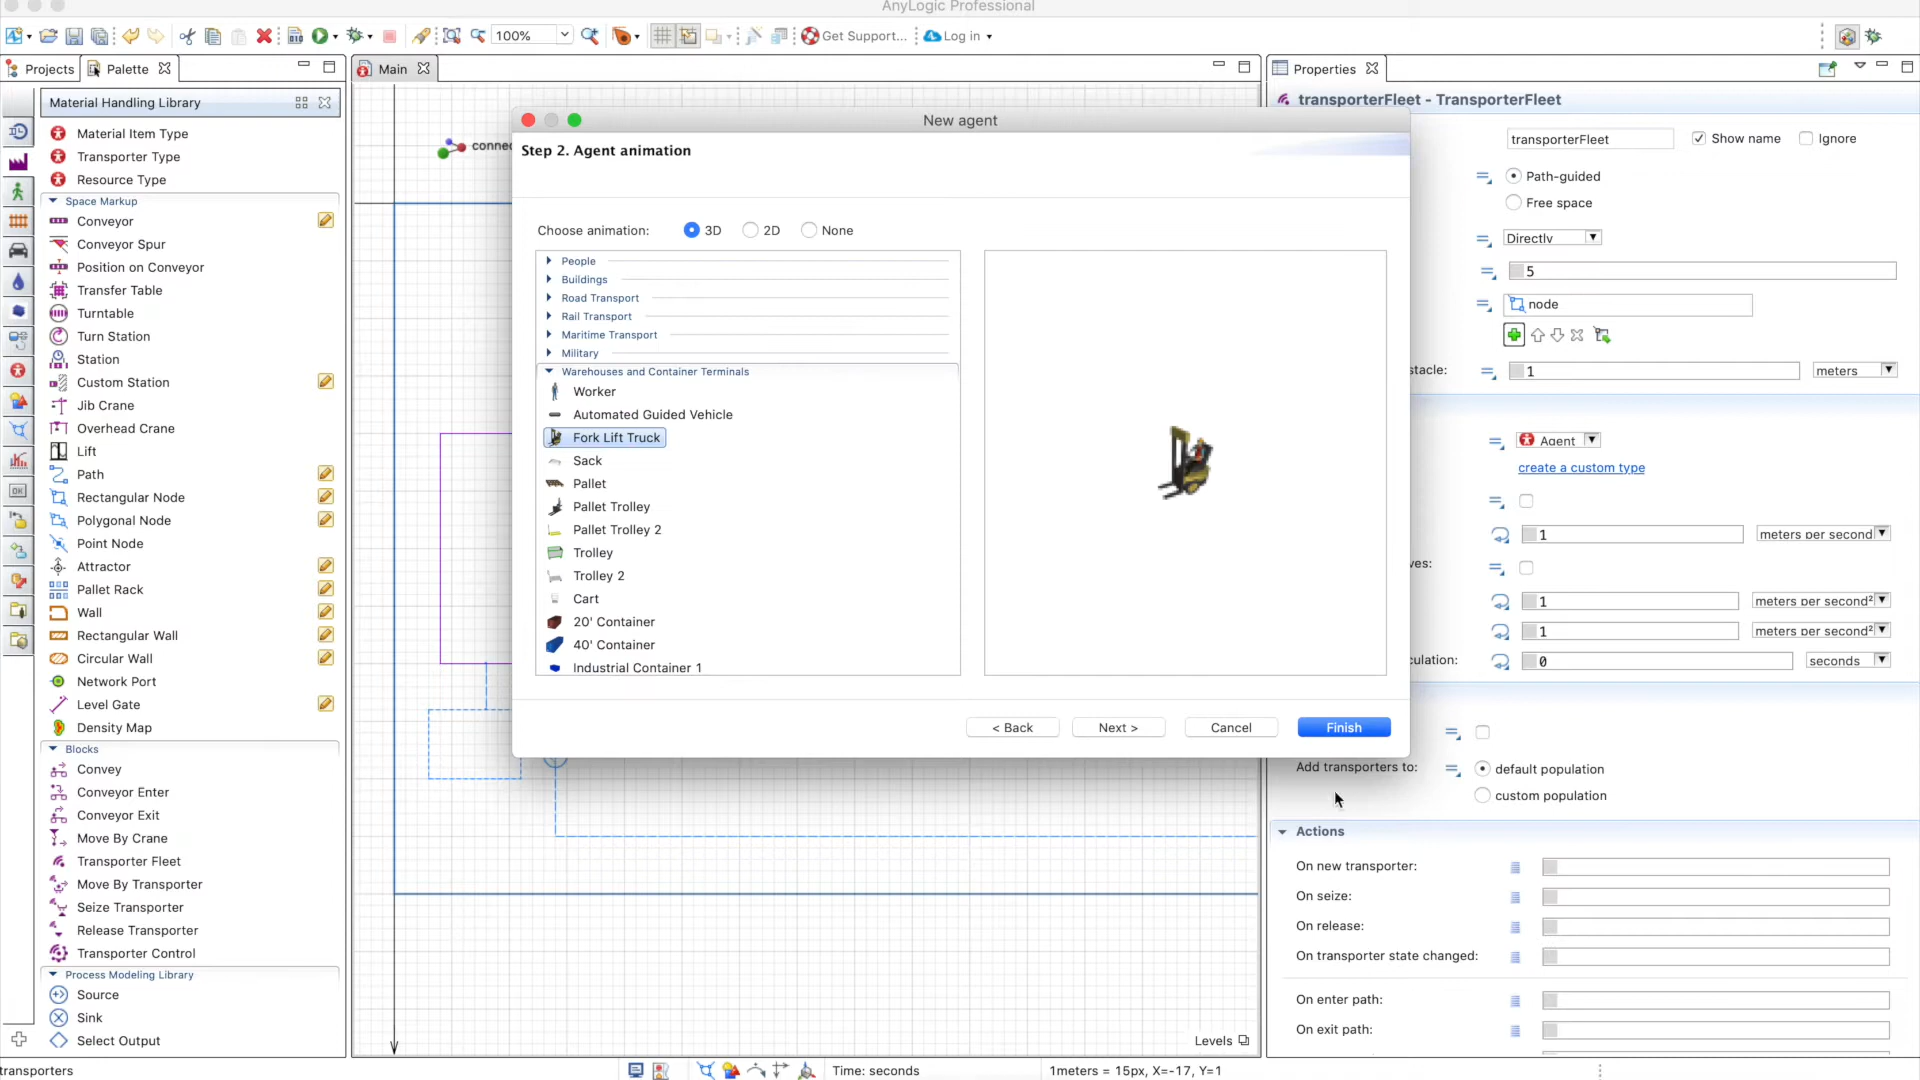 AnyLogic Professional
100%
Get Support...
Log in
Projects
Palette
Main
Properties
Material Handling Library
Material Item Type
Transporter Type
Resource Type
Space Markup
Conveyor
Conveyor Spur
Position on Conveyor
Transfer Table
Turntable
Turn Station
Station
Custom Station
Jib Crane
Overhead Crane
Lift
Path
Rectangular Node
Polygonal Node
Point Node
Attractor
Pallet Rack
Wall
Rectangular Wall
Circular Wall
Network Port
Level Gate
Density Map
Blocks
Convey
Conveyor Enter
Conveyor Exit
Move By Crane
Transporter Fleet
Move By Transporter
Seize Transporter
Release Transporter
Transporter Control
Process Modeling Library
Source
Sink
Select Output
transporters
connec
New agent
Step 2. Agent animation
Choose animation:
3D
2D
None
People
Buildings
Road Transport
Rail Transport
Maritime Transport
Military
Warehouses and Container Terminals
Worker
Automated Guided Vehicle
Fork Lift Truck
Sack
Pallet
Pallet Trolley
Pallet Trolley 2
Trolley
Trolley 2
Cart
20' Container
40' Container
Industrial Container 1
< Back
Next >
Cancel
Finish
Levels
transporterFleet - TransporterFleet
transporterFleet
Show name
Ignore
Path-guided
Free space
Directly
5
node
stacle:
1
meters
Agent
create a custom type
1
meters per second
ves:
1
meters per second²
1
meters per second²
culation:
0
seconds
Add transporters to:
default population
custom population
Actions
On new transporter:
On seize:
On release:
On transporter state changed:
On enter path:
On exit path:
Time: seconds
1meters = 15px, X=-17, Y=1